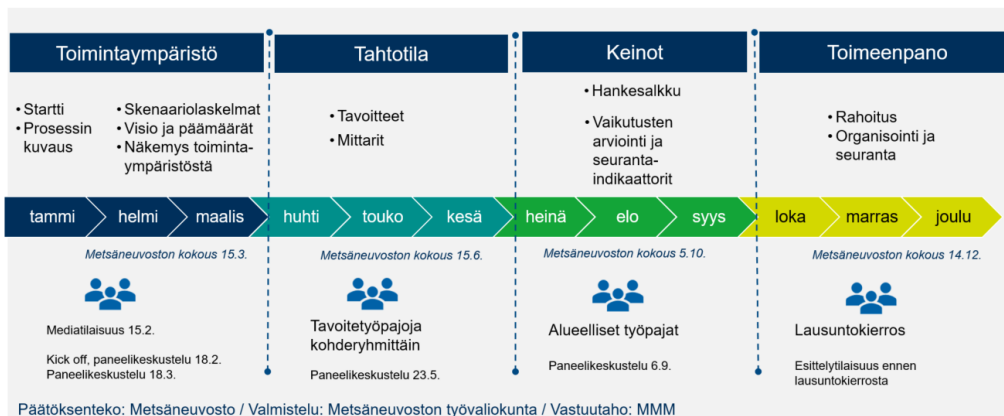 Toimintaympäristö
Tahtotila
Keinot
Toimeenpano
• Startti
• Prosessin
kuvaus
• Skenaariolaskelmat
• Visio ja päämäärät
• Näkemys toiminta-
ympäristöstä
• Tavoitteet
• Mittarit
• Hankesalkku
• Vaikutusten
arviointi ja
seuranta-
indikaattorit
• Rahoitus
• Organisointi ja
seuranta
tammi
helmi
maalis
huhti
touko
kesä
heinä
elo
syys
loka
marras
joulu
Metsäneuvoston kokous 15.3.
Metsäneuvoston kokous 15.6.
Metsäneuvoston kokous 5.10.
Metsäneuvoston kokous 14.12.
Mediatilaisuus 15.2.
Kick off, paneelikeskustelu 18.2.
Paneelikeskustelu 18.3.
Tavoitetyöpajoja
kohderyhmittäin
Paneelikeskustelu 23.5.
Alueelliset työpajat
Paneelikeskustelu 6.9.
Lausuntokierros
Esittelytilaisuus ennen
lausuntokierrosta
Päätöksenteko: Metsäneuvosto / Valmistelu: Metsäneuvoston työvaliokunta / Vastuutaho: MMM